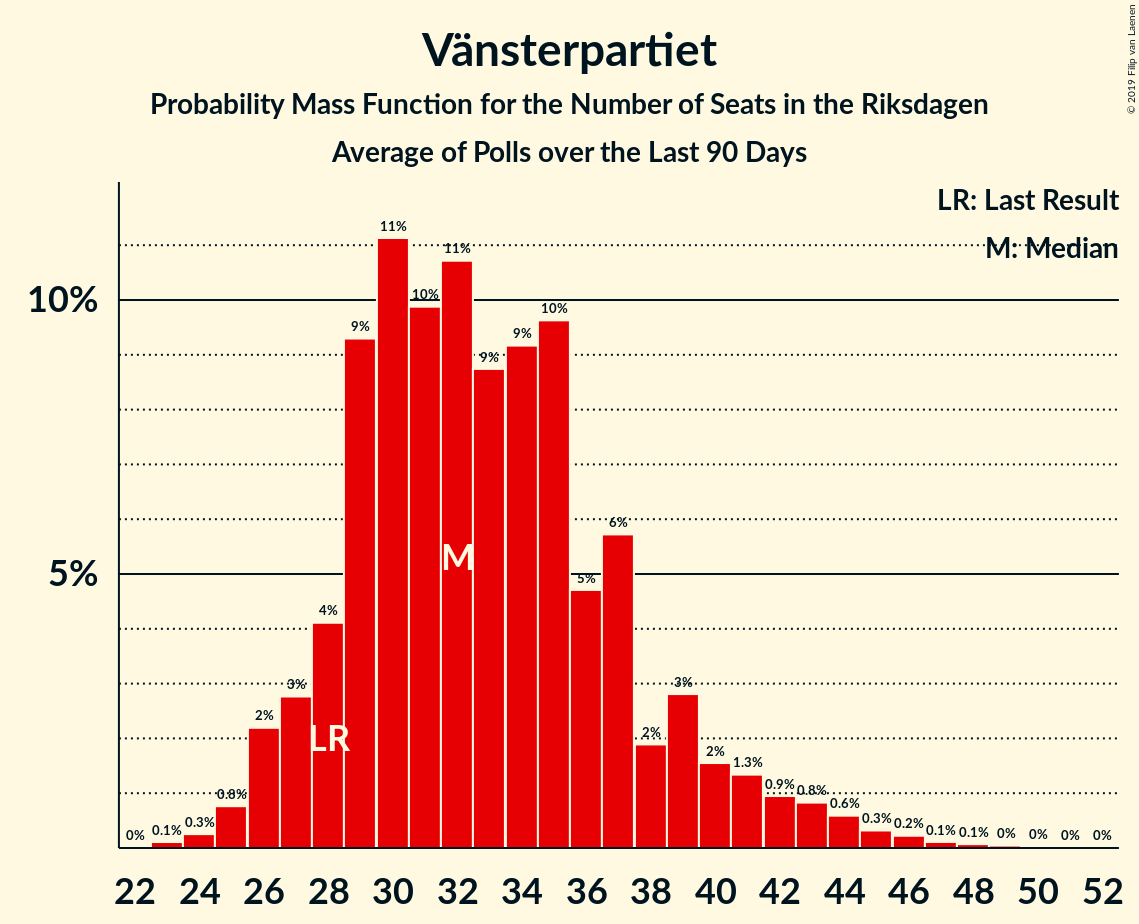 Vänsterpartiet
Probability Mass Function for the Number of Seats in the Riksdagen
Average of Polls over the Last 90 Days
© 2019 Filip van Laenen
LR: Last Result
M: Median
10%
5%
0% 0.1% 0.3% 0.8% 2% 3% 4% 9% 11% 10% 11% 9% 9% 10% 5% 6% 2% 3% 2% 1.3% 0.9% 0.8% 0.6% 0.3% 0.2% 0.1% 0.1% 0% 0% 0% 0%
M
LR
22 24 26 28 30 32 34 36 38 40 42 44 46 48 50 52